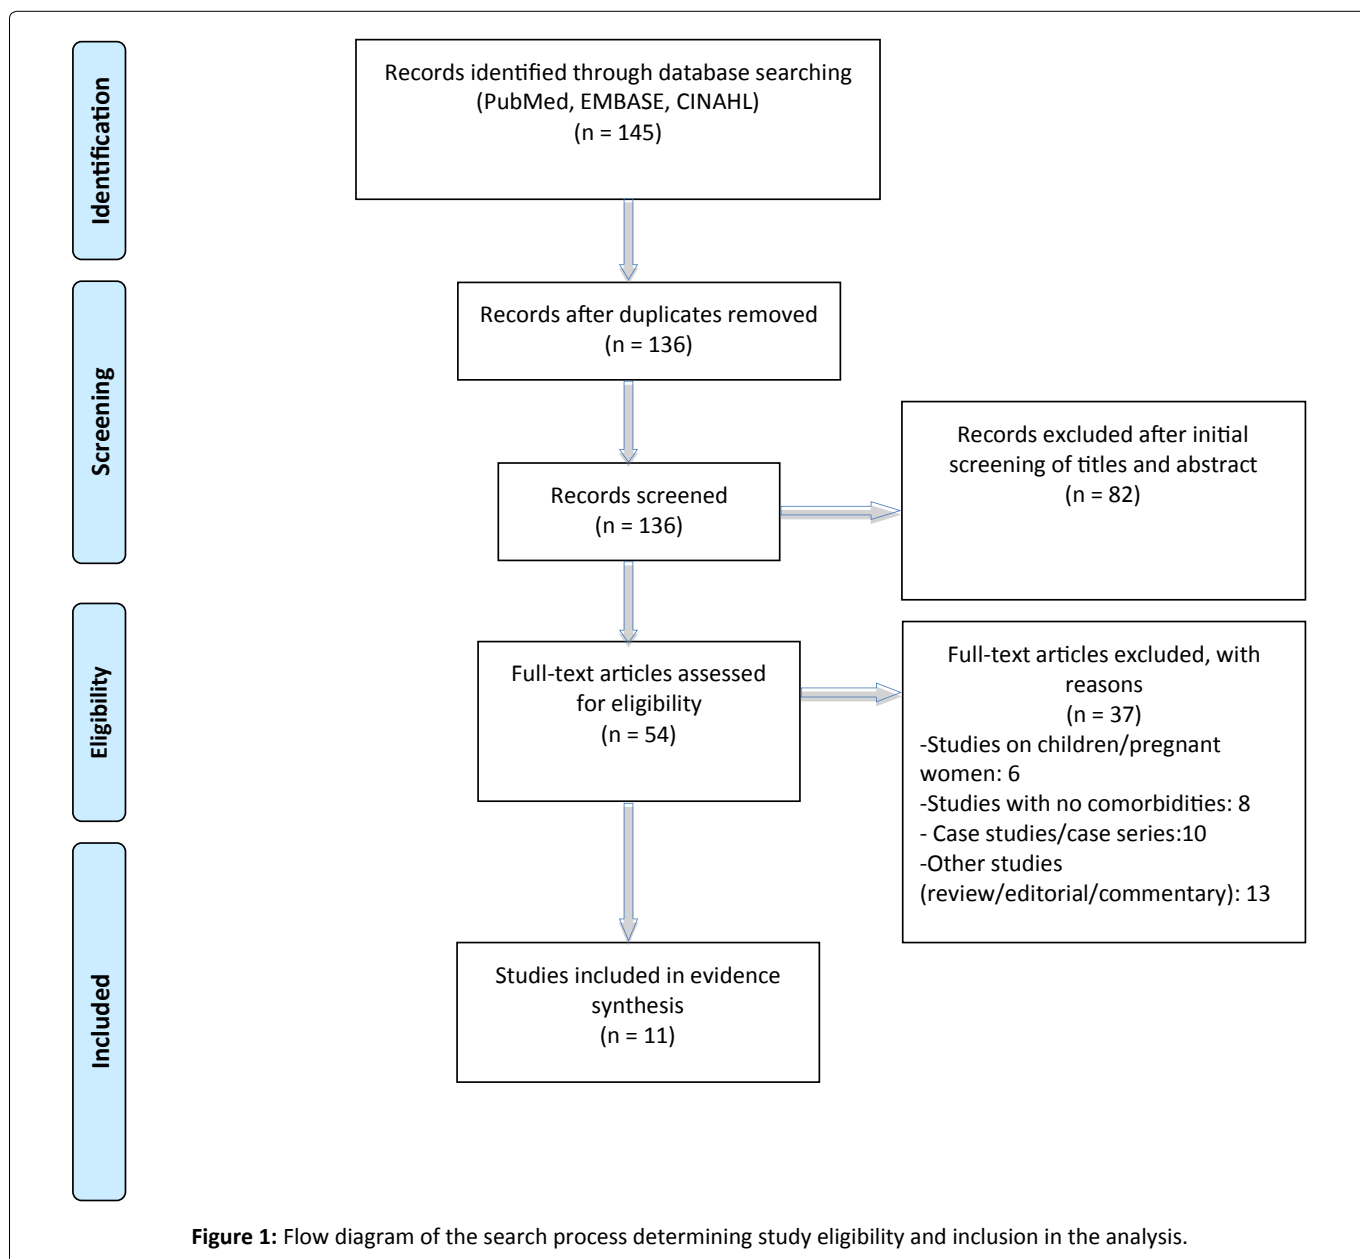 Identification
Records identified through database searching
(PubMed, EMBASE, CINAHL)
(n = 145)
Screening
Records after duplicates removed
(n = 136)
Records screened
(n = 136)
Records excluded after initial
screening of titles and abstract
(n = 82)
Eligibility
Full-text articles assessed
for eligibility
(n = 54)
Full-text articles excluded, with
reasons
(n = 37)
-Studies on children/pregnant
women: 6
-Studies with no comorbidities: 8
- Case studies/case series:10
-Other studies
(review/editorial/commentary): 13
Included
Studies included in evidence
synthesis
(n = 11)
Figure 1: Flow diagram of the search process determining study eligibility and inclusion in the analysis.